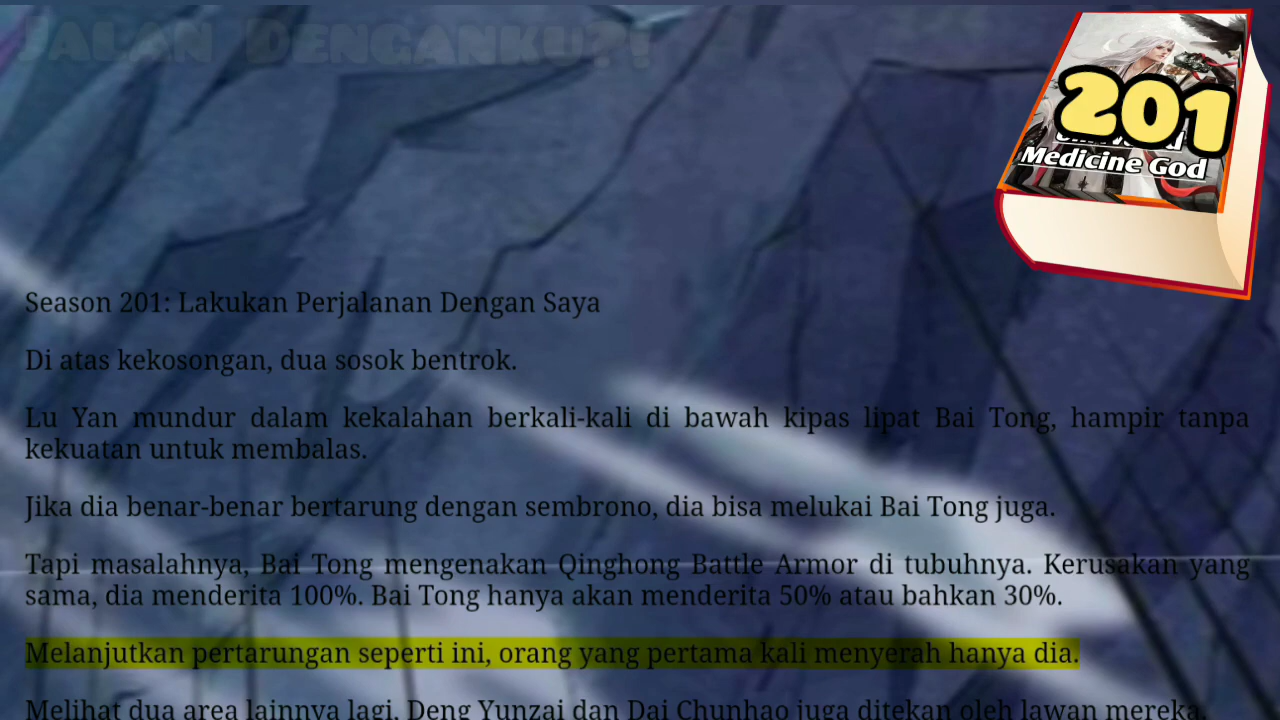 Jalan Denganku?!
201
Medicine God
Season 201: Lakukan Perjalanan Dengan Saya
Di atas kekosongan, dua sosok bentrok.
Lu Yan mundur dalam kekalahan berkali-kali di bawah kipas lipat Bai Tong, hampir tanpa
kekuatan untuk membalas.
Jika dia benar-benar bertarung dengan sembrono, dia bisa melukai Bai Tong juga.
Tapi masalahnya, Bai Tong mengenakan Qinghong Battle Armor di tubuhnya. Kerusakan yang
sama, dia menderita 100%. Bai Tong hanya akan menderita 50% atau bahkan 30%.
Melanjutkan pertarungan seperti ini, orang yang pertama kali menyerah hanya dia.
Melihat dua area lainnya lagi, Deng Yunzai dan Dai Chunhao juga ditekan oleh lawan mereka.